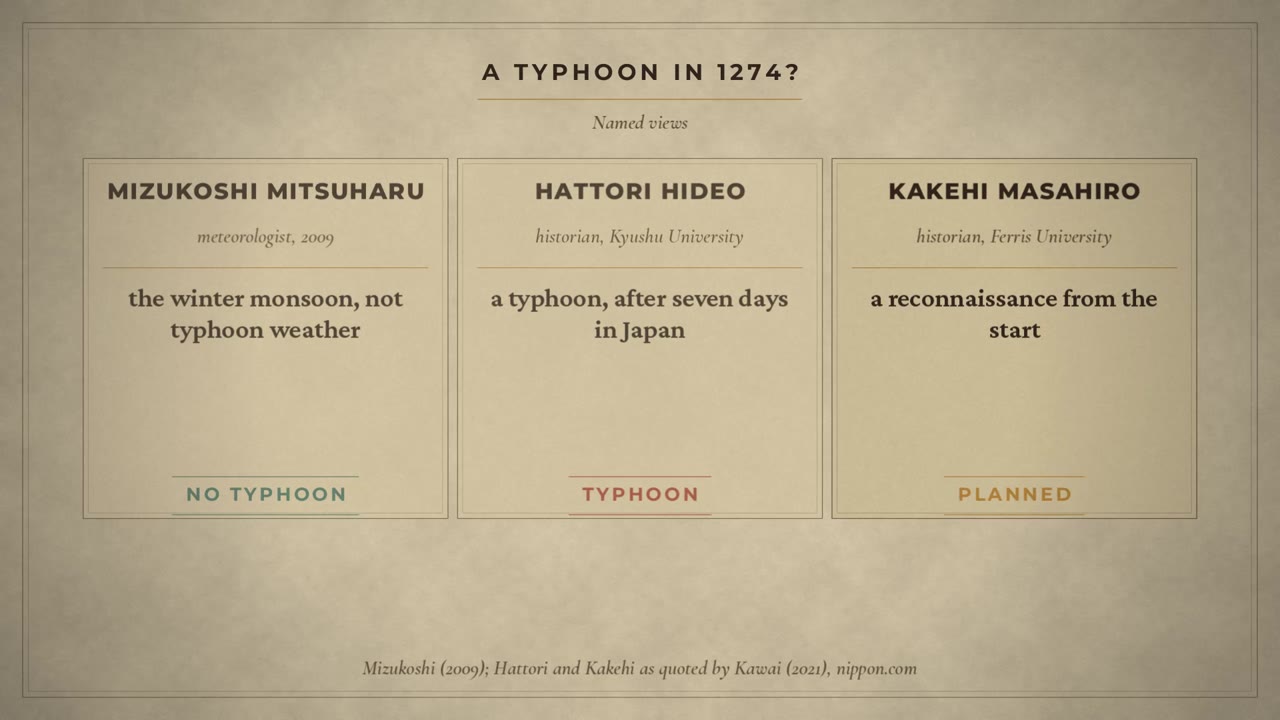 A TYPHOON IN 1274?
Named views
MIZUKOSHI MITSUHARU
meteorologist, 2009
the winter monsoon, not
typhoon weather
NO TYPHOON
HATTORI HIDEO
historian, Kyushu University
a typhoon, after seven days
in Japan
TYPHOON
KAKEHI MASAHIRO
historian, Ferris University
a reconnaissance from the
start
PLANNED
Mizukoshi (2009); Hattori and Kakehi as quoted by Kawai (2021), nippon.com